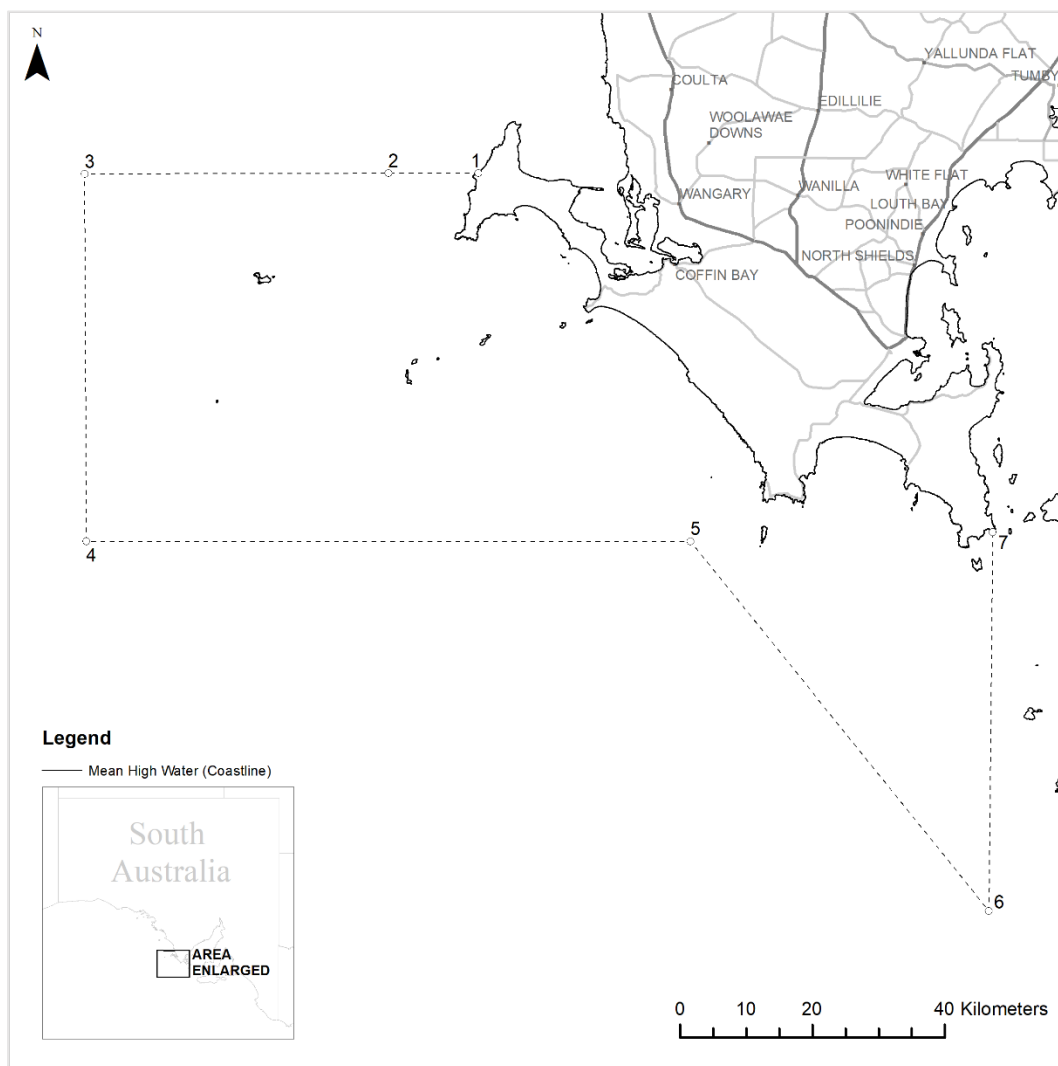 N
YALLUNDA FLAT
TUMBY
COULTA
EDILLILIE
WOOLAWAE
DOWNS
3
2
1
WHITE FLAT
WANGARY
WANILLA
LOUTH BAY
POONINDIE
NORTH SHIELDS
COFFIN BAY
5
7
4
6
Legend
Mean High Water (Coastline)
South
Australia
AREA
ENLARGED
0 10 20 40 Kilometers